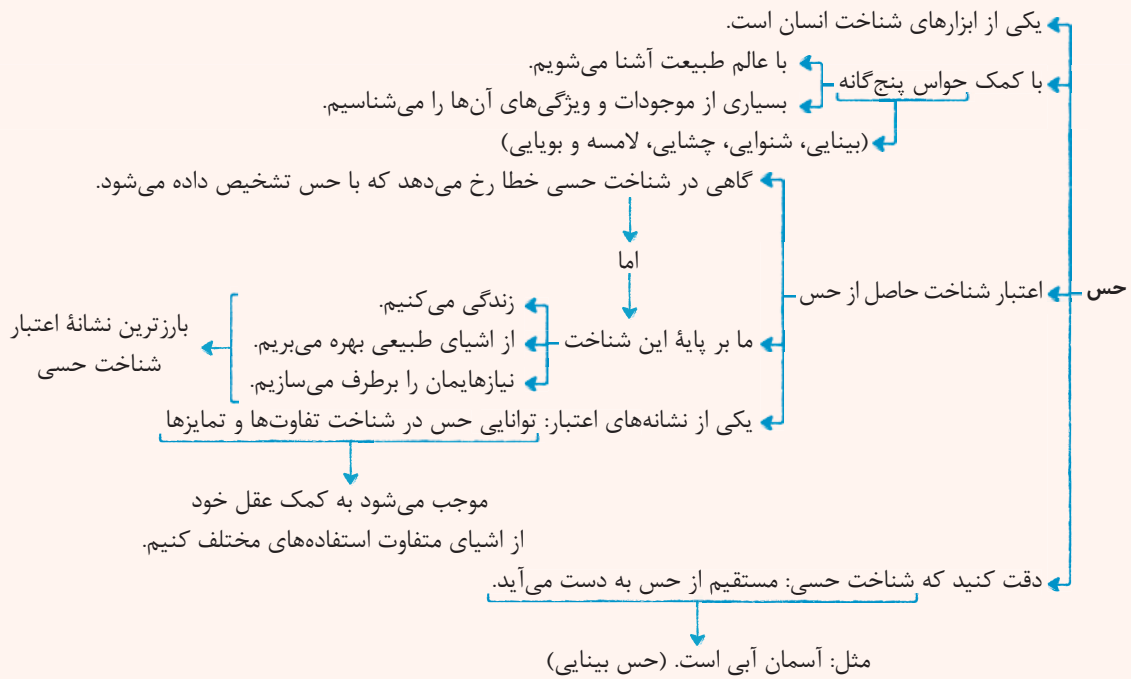 یکی از ابزارهای شناخت انسان است.
با کمک حواس پنج‌گانه
با عالم طبیعت آشنا می‌شویم.
بسیاری از موجودات و ویژگی‌های آن‌ها را می‌شناسیم.
(بینایی، شنوایی، چشایی، لامسه و بویایی)
گاهی در شناخت حسی خطا رخ می‌دهد که با حس تشخیص داده می‌شود.
اما
حس
اعتبار شناخت حاصل از حس
ما بر پایۀ این شناخت
زندگی می‌کنیم.
از اشیای طبیعی بهره می‌بریم.
نیازهایمان را برطرف می‌سازیم.
بارزترین نشانۀ اعتبار
شناخت حسی
یکی از نشانه‌های اعتبار: توانایی حس در شناخت تفاوت‌ها و تمایزها
موجب می‌شود به کمک عقل خود
از اشیای متفاوت استفاده‌های مختلف کنیم.
دقت کنید که شناخت حسی: مستقیم از حس به دست می‌آید.
مثل: آسمان آبی است. (حس بینایی)